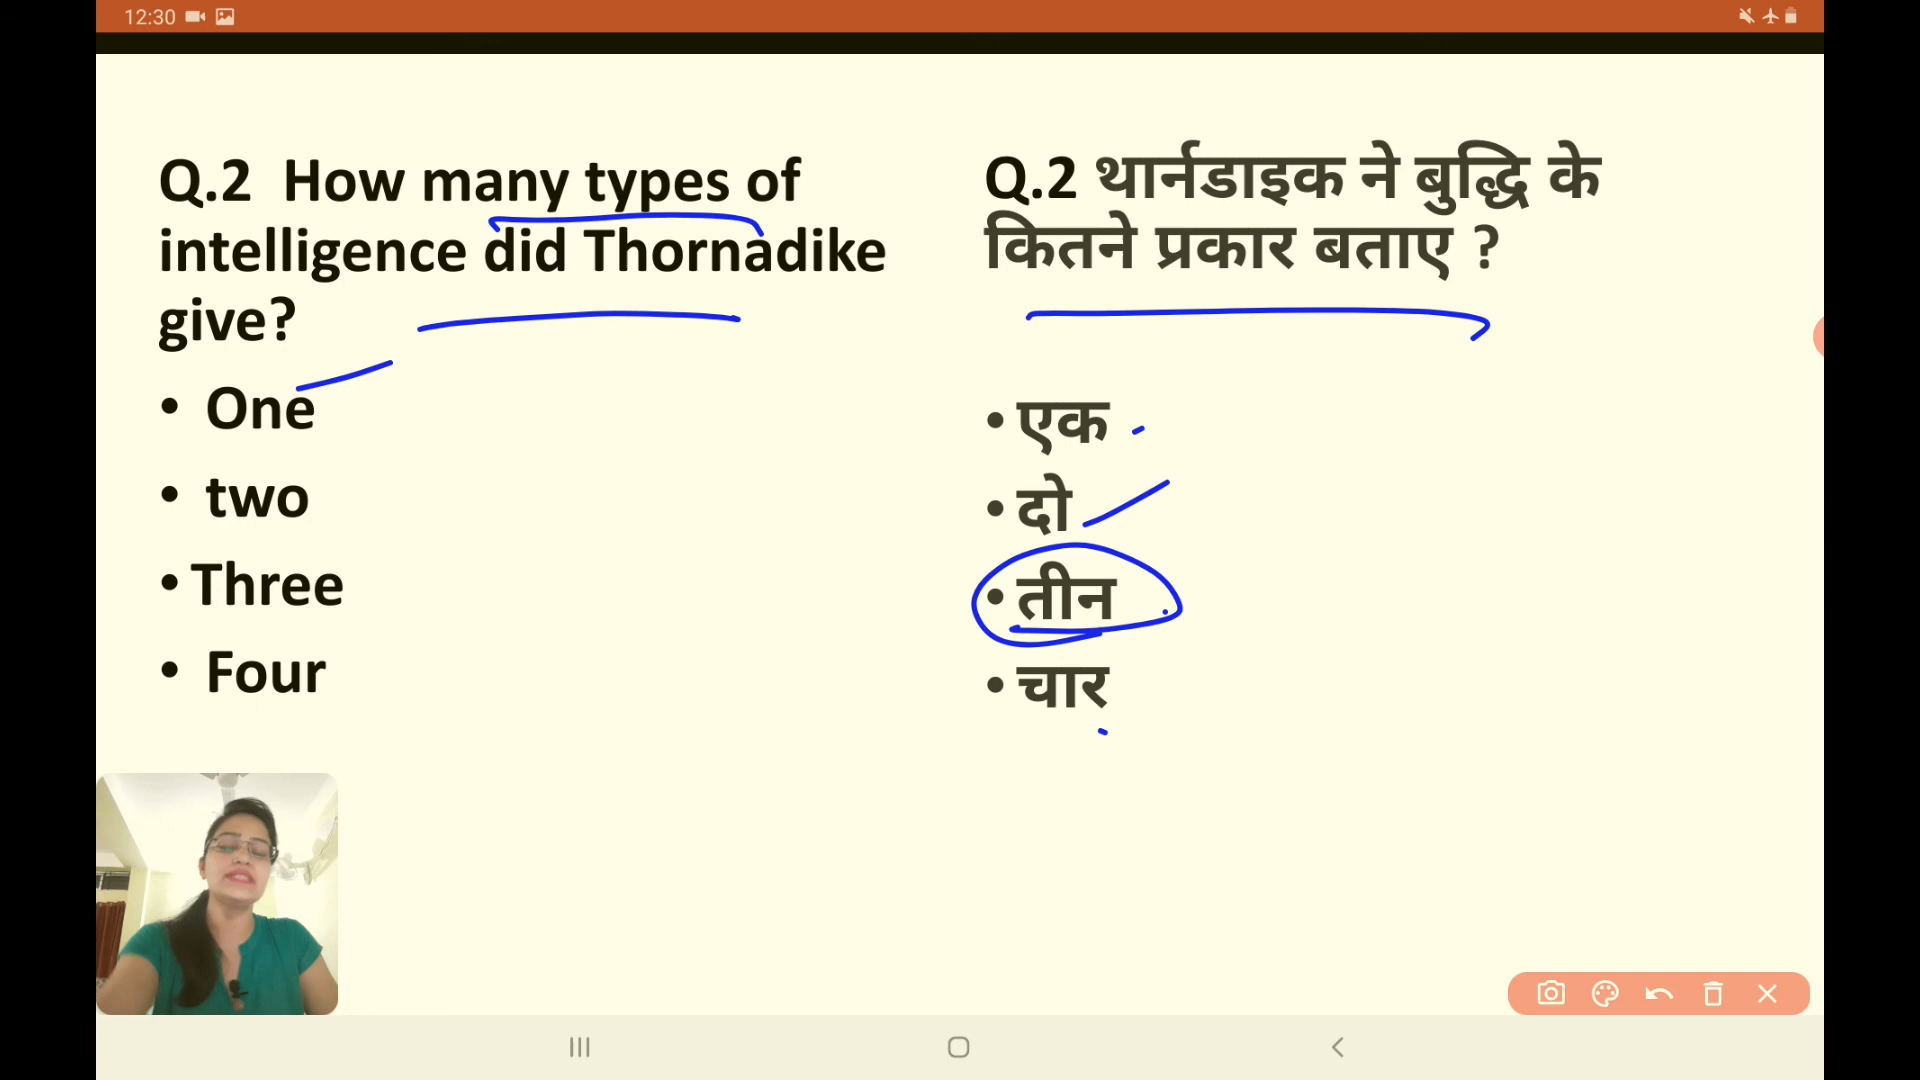 12:30
Q.2 How many types of
intelligence did Thornadike
give?
• One
• two
• Three
• Four
Q.2 थार्नडाइक ने बुद्धि के
कितने प्रकार बताए ?
• एक
• दो
• तीन
• चार